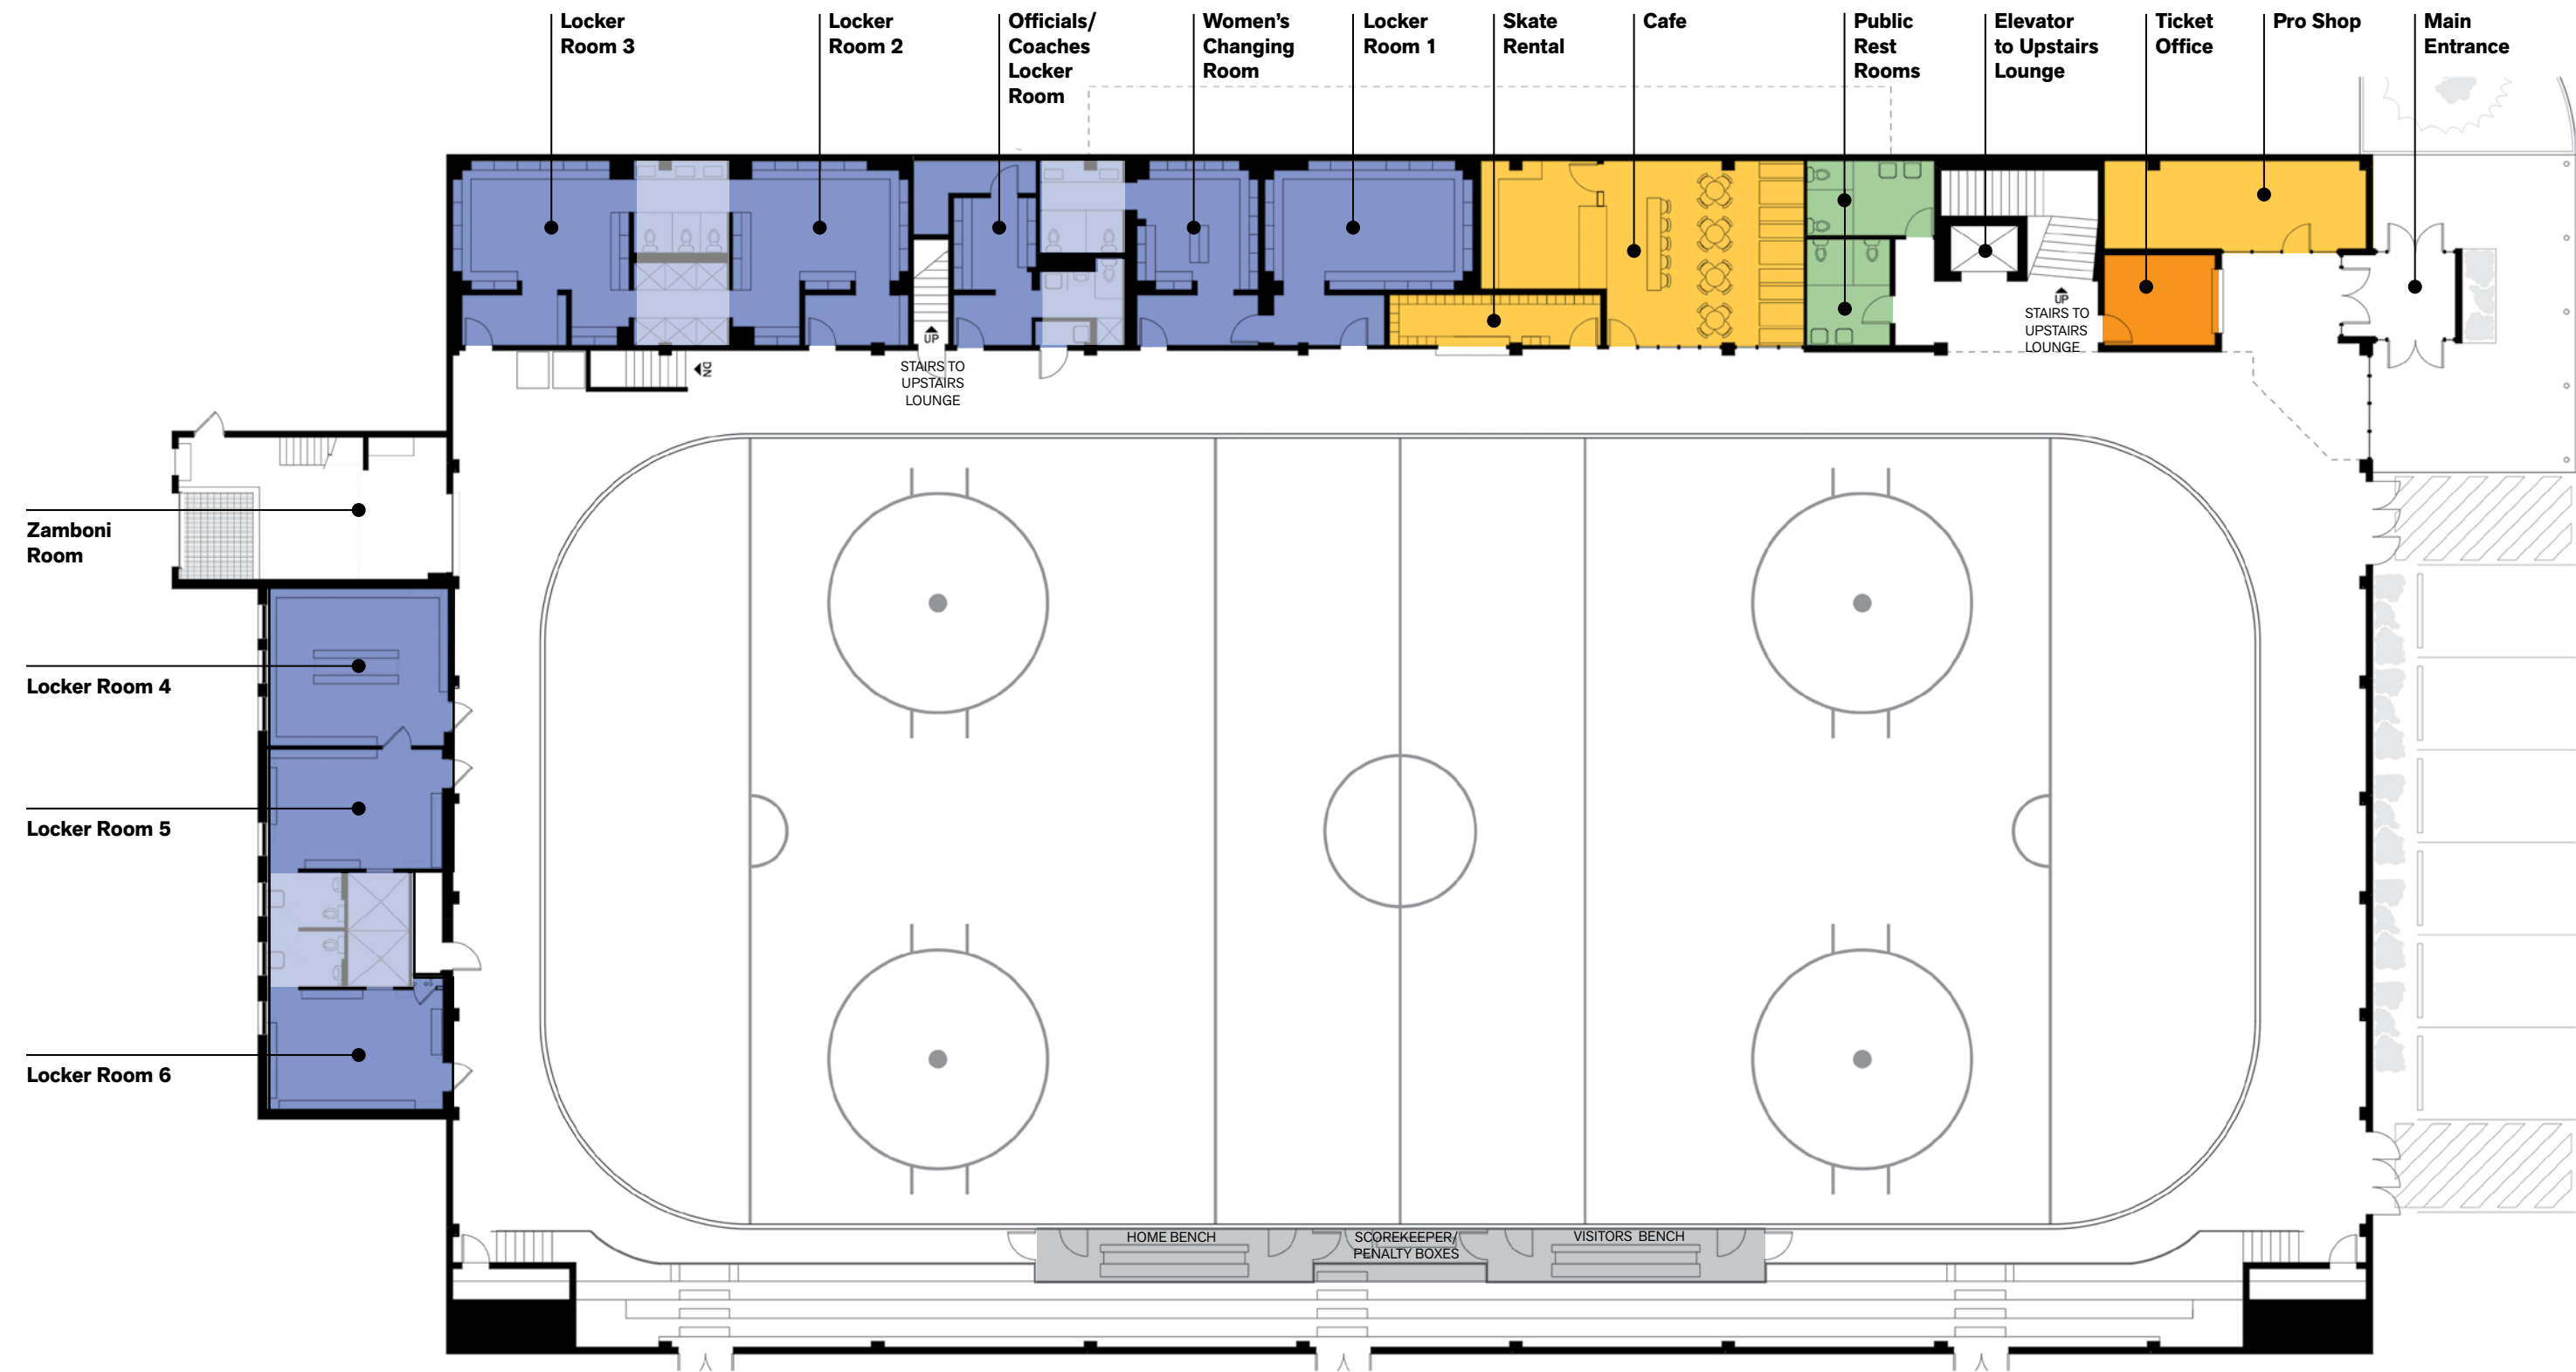 Locker
Room 3
Locker
Room 2
Officials/
Coaches
Locker
Room
Women’s
Changing
Room
Locker
Room 1
Skate
Rental
Cafe
Public
Rest
Rooms
Elevator
to Upstairs
Lounge
Ticket
Office
Pro Shop
Main
Entrance
UP
STAIRS TO
UPSTAIRS
LOUNGE
UP
STAIRS TO
UPSTAIRS
LOUNGE
DN
Zamboni
Room
Locker Room 4
Locker Room 5
Locker Room 6
HOME BENCH
SCOREKEEPER/
PENALTY BOXES
VISITORS BENCH